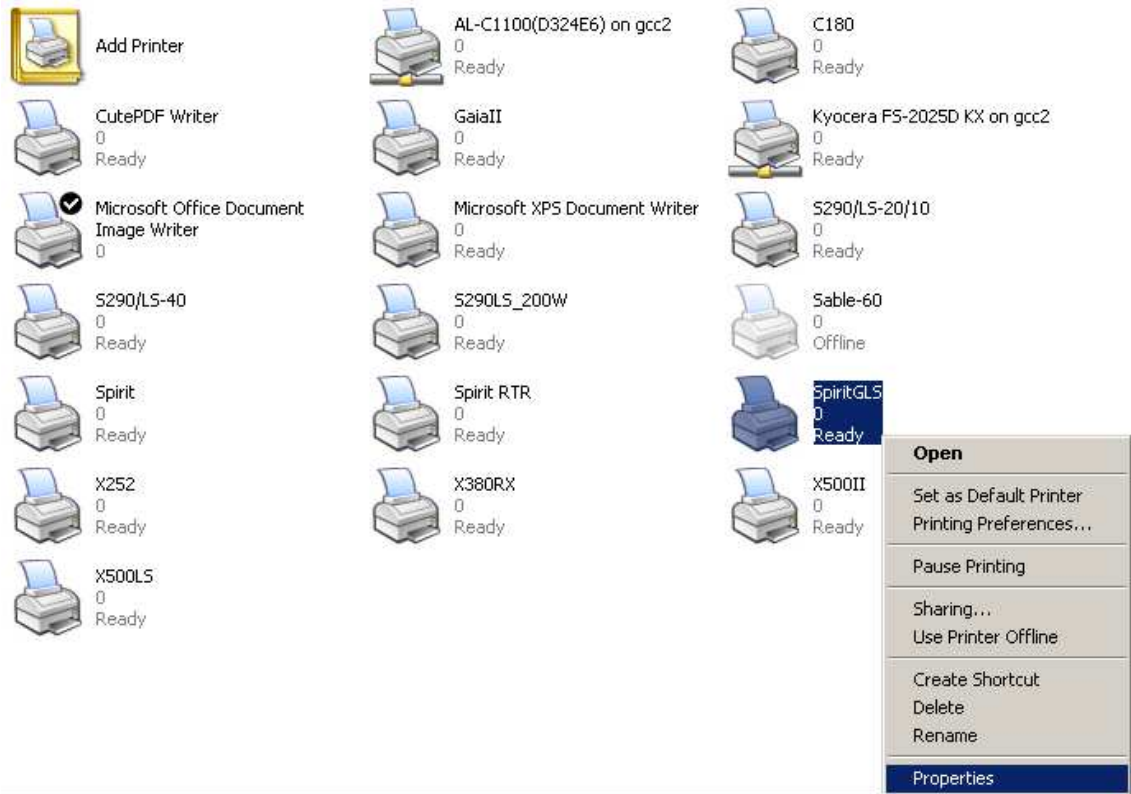 Add Printer
AL-C1100(D324E6) on gcc2
0
Ready
C180
0
Ready
CutePDF Writer
0
Ready
GaiaII
0
Ready
Kyocera FS-2025D KX on gcc2
0
Ready
Microsoft Office Document
Image Writer
0
Microsoft XPS Document Writer
0
Ready
S290/LS-20/10
0
Ready
S290/LS-40
0
Ready
S290LS_200W
0
Ready
Sable-60
0
Offline
Spirit
0
Ready
Spirit RTR
0
Ready
SpiritGLS
0
Ready
X252
0
Ready
X380RX
0
Ready
X500II
0
Ready
X500LS
0
Ready
Open
Set as Default Printer
Printing Preferences...
Pause Printing
Sharing...
Use Printer Offline
Create Shortcut
Delete
Rename
Properties